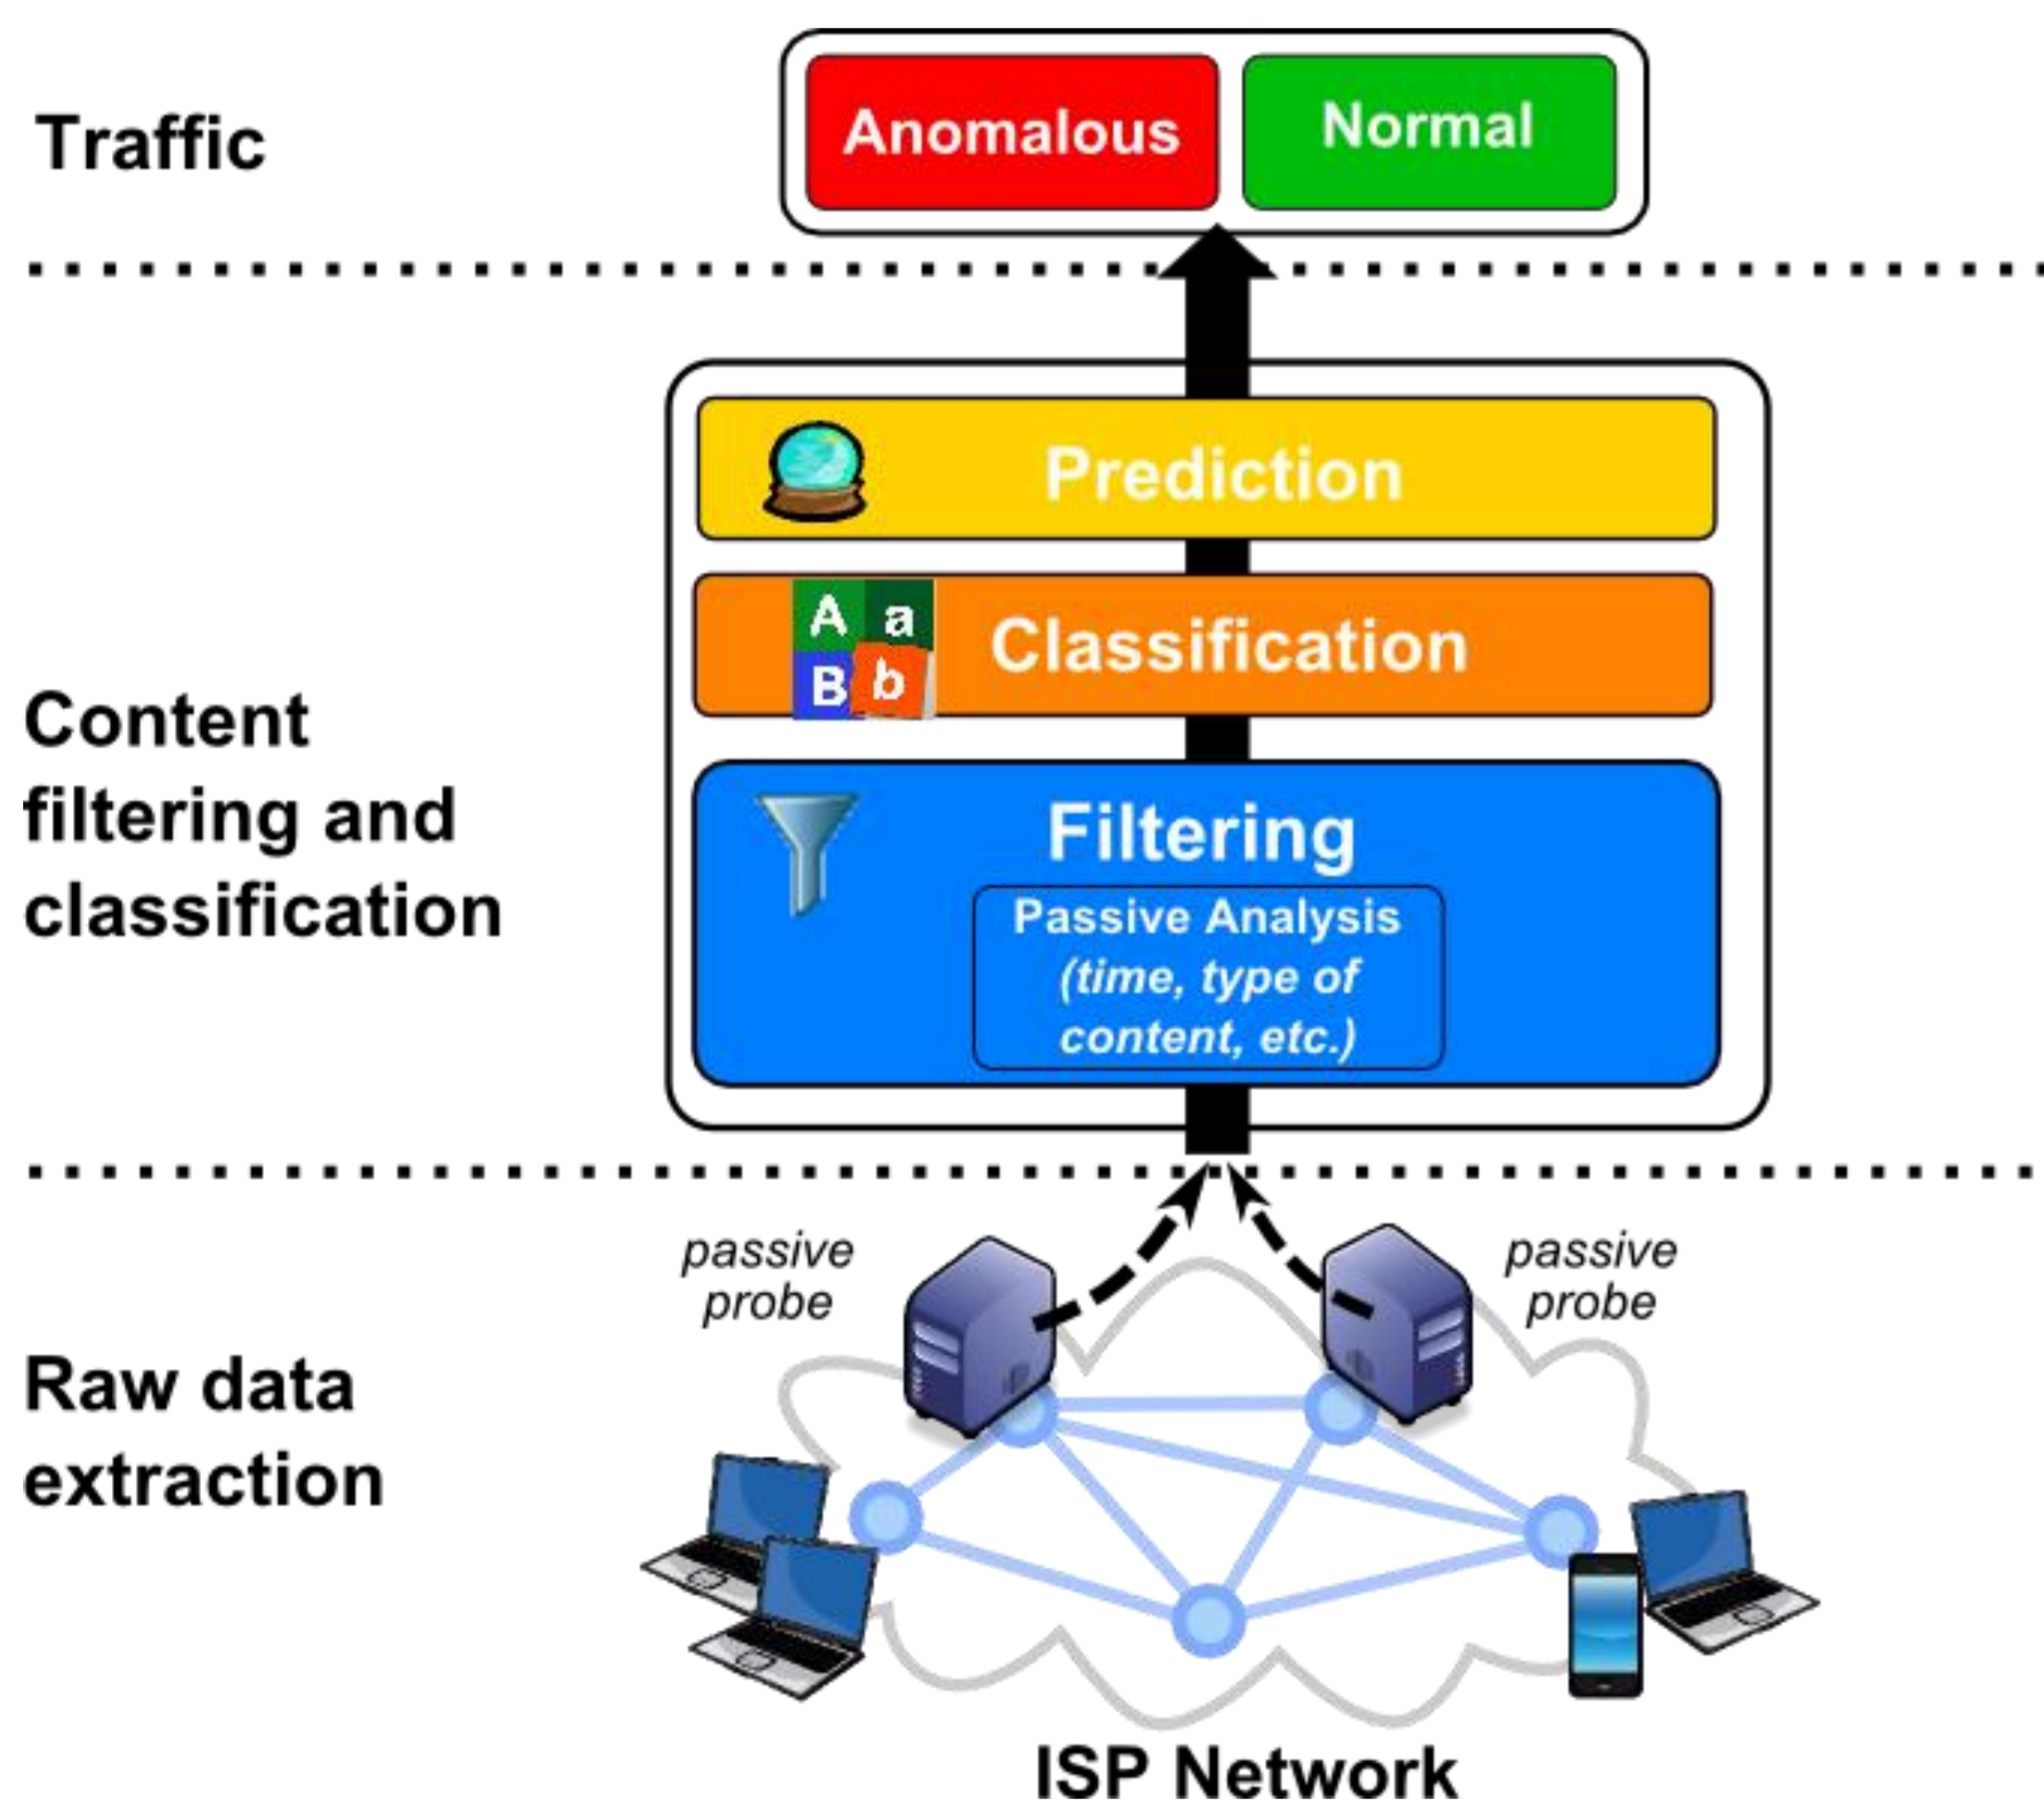 Traffic
Anomalous
Normal
Content
filtering and
classification
Prediction
A a
B b
Classification
Filtering
Passive Analysis
(time, type of
content, etc.)
Raw data
extraction
passive
probe
passive
probe
ISP Network